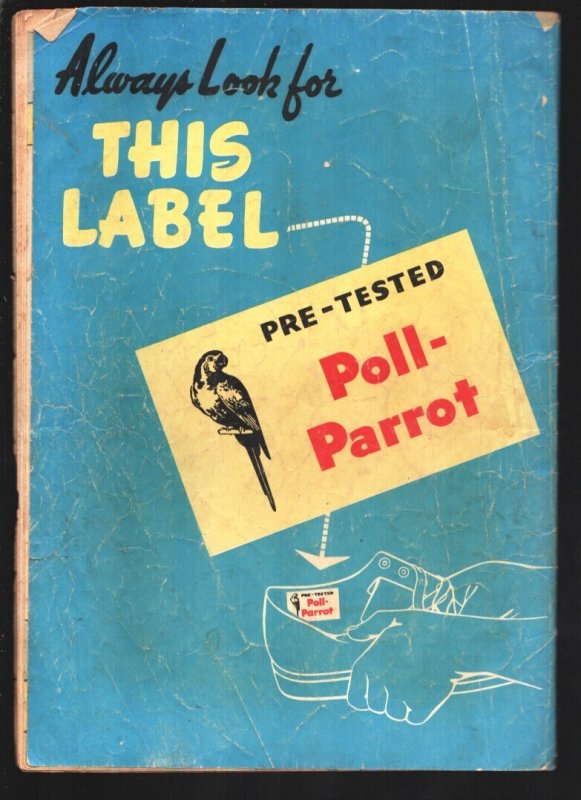 Always Look for
THIS
LABEL
PRE-TESTED
Poll-
Parrot
PRE-TESTED
Poll-
Parrot